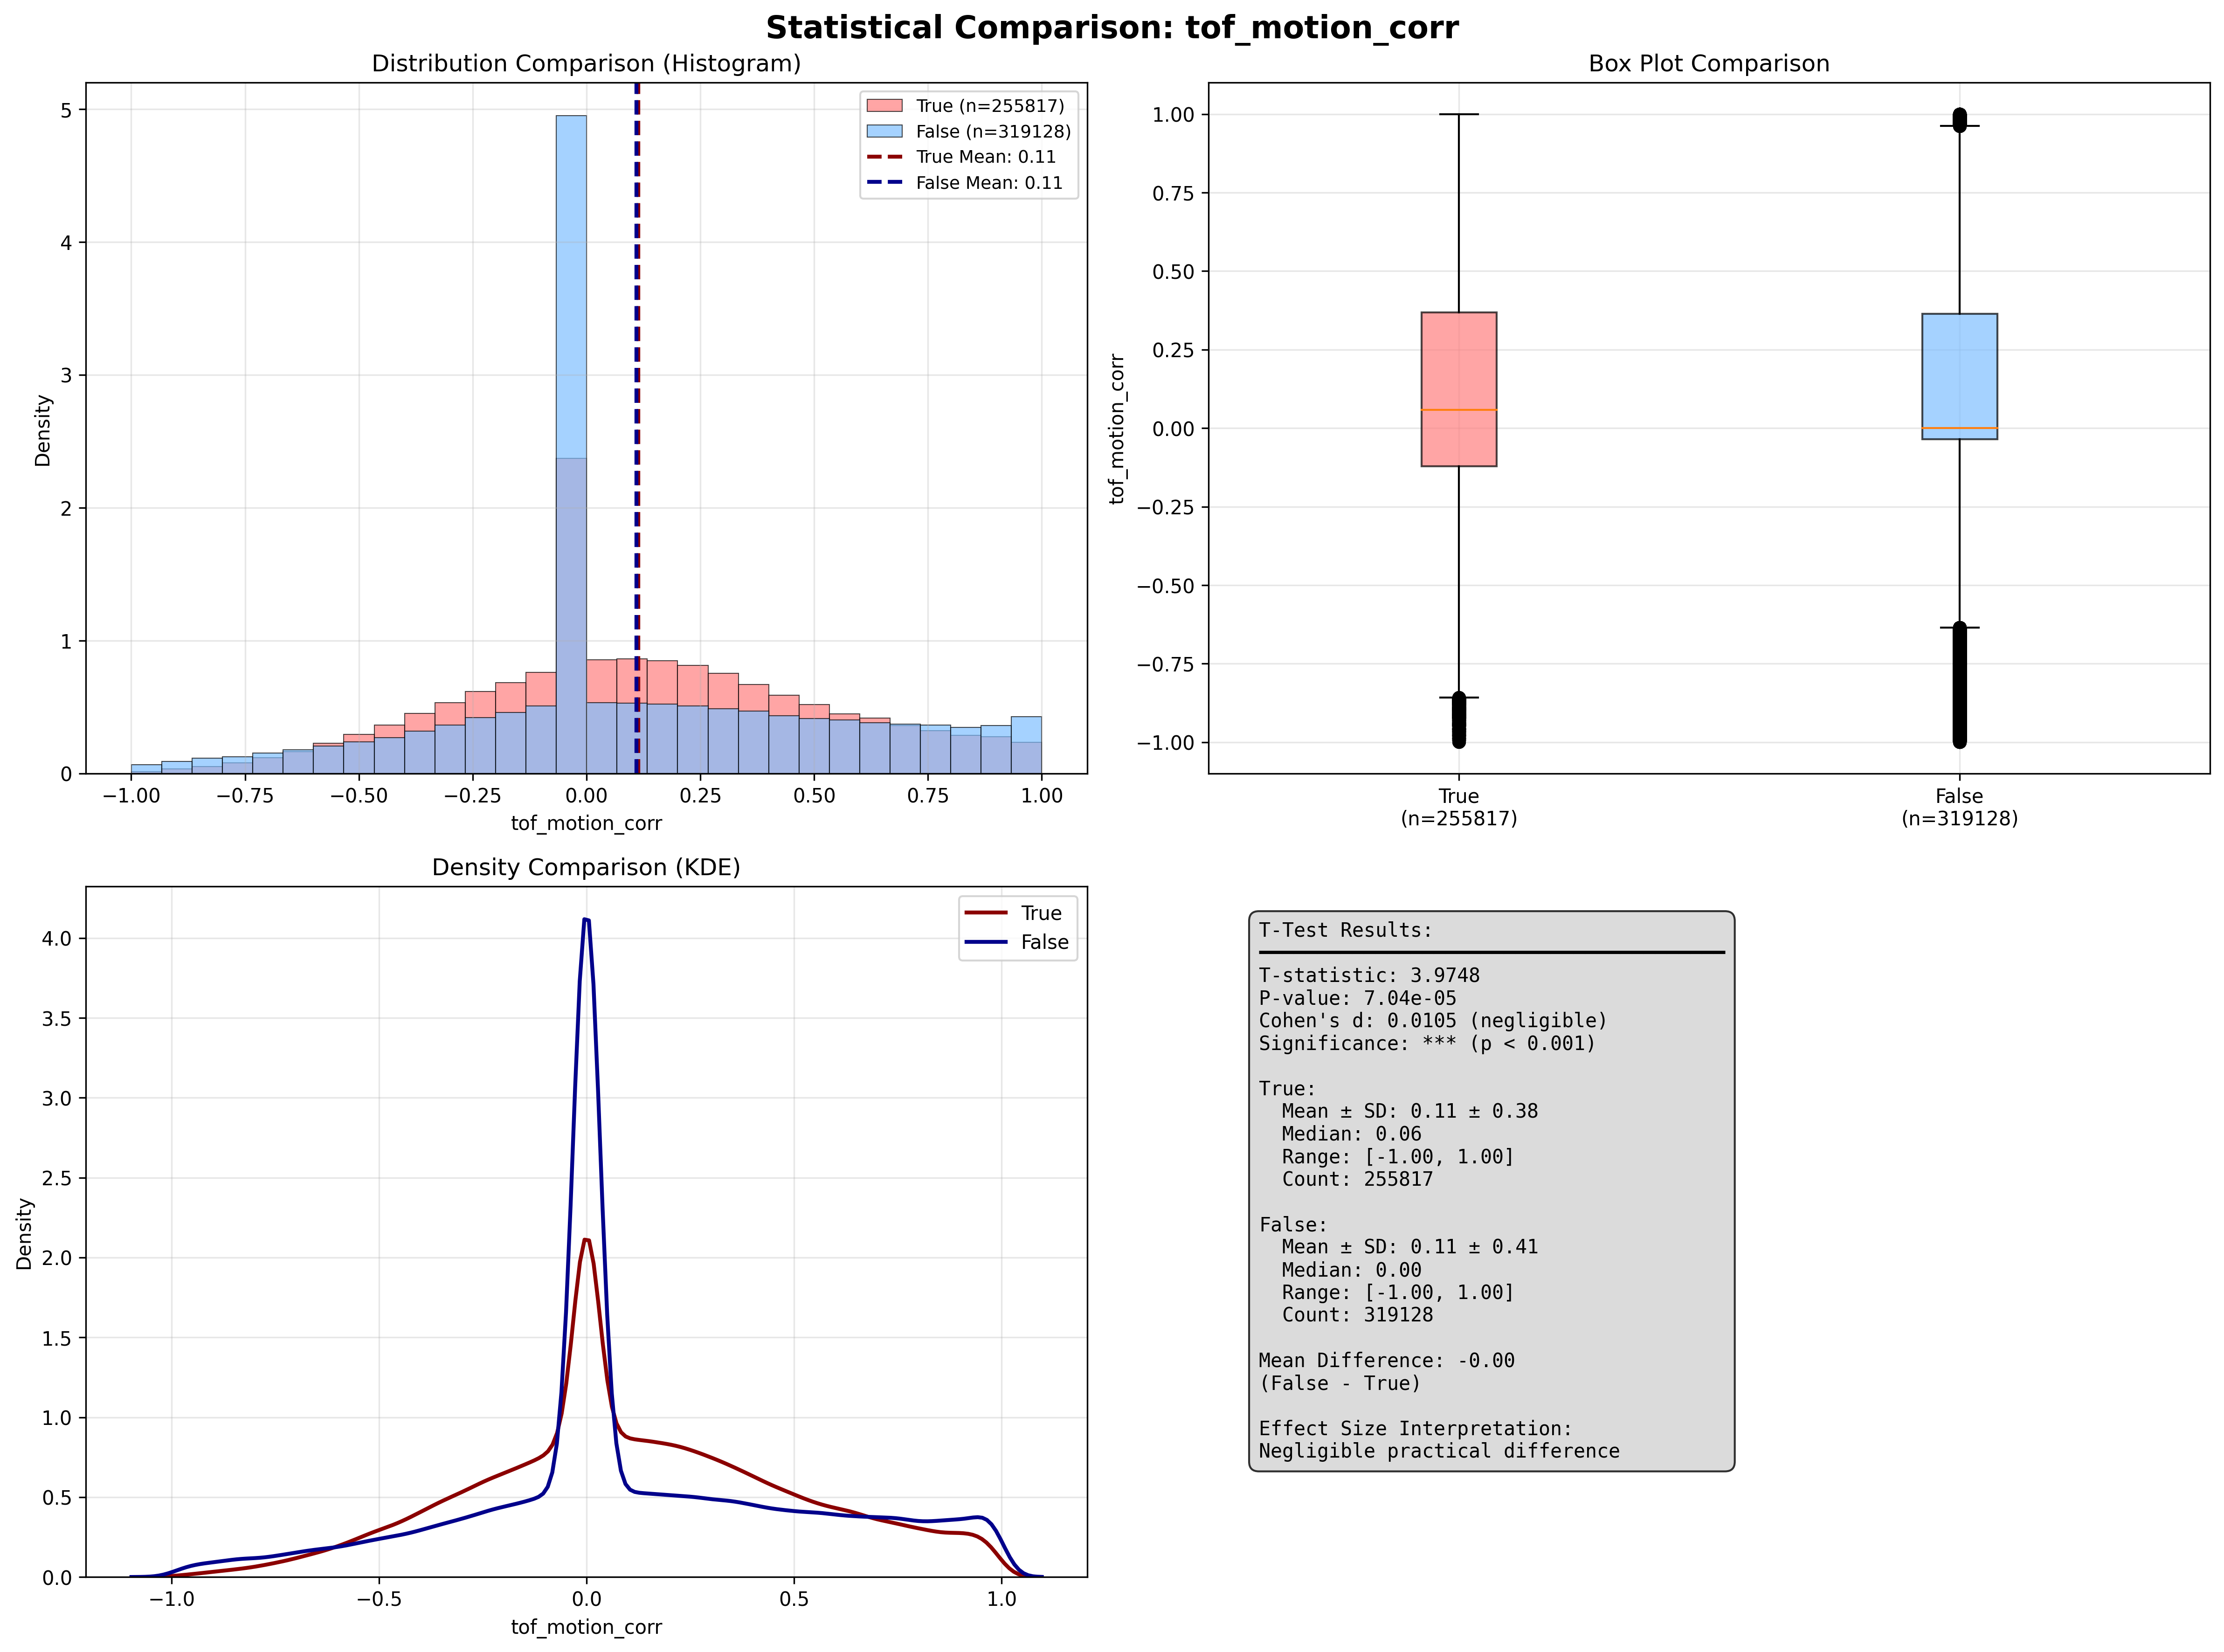 Statistical Comparison: tof_motion_corr
Distribution Comparison (Histogram)
Density
5
4
3
2
1
0
True (n=255817)
False (n=319128)
True Mean: 0.11
False Mean: 0.11
−1.00 −0.75 −0.50 −0.25 0.00 0.25 0.50 0.75 1.00
tof_motion_corr
Box Plot Comparison
tof_motion_corr
1.00
0.75
0.50
0.25
0.00
−0.25
−0.50
−0.75
−1.00
True
(n=255817)
False
(n=319128)
Density Comparison (KDE)
Density
4.0
3.5
3.0
2.5
2.0
1.5
1.0
0.5
0.0
True
False
−1.0 −0.5 0.0 0.5 1.0
tof_motion_corr
T-Test Results:
T-statistic: 3.9748
P-value: 7.04e-05
Cohen's d: 0.0105 (negligible)
Significance: *** (p < 0.001)
True:
Mean ± SD: 0.11 ± 0.38
Median: 0.06
Range: [-1.00, 1.00]
Count: 255817
False:
Mean ± SD: 0.11 ± 0.41
Median: 0.00
Range: [-1.00, 1.00]
Count: 319128
Mean Difference: -0.00
(False - True)
Effect Size Interpretation:
Negligible practical difference